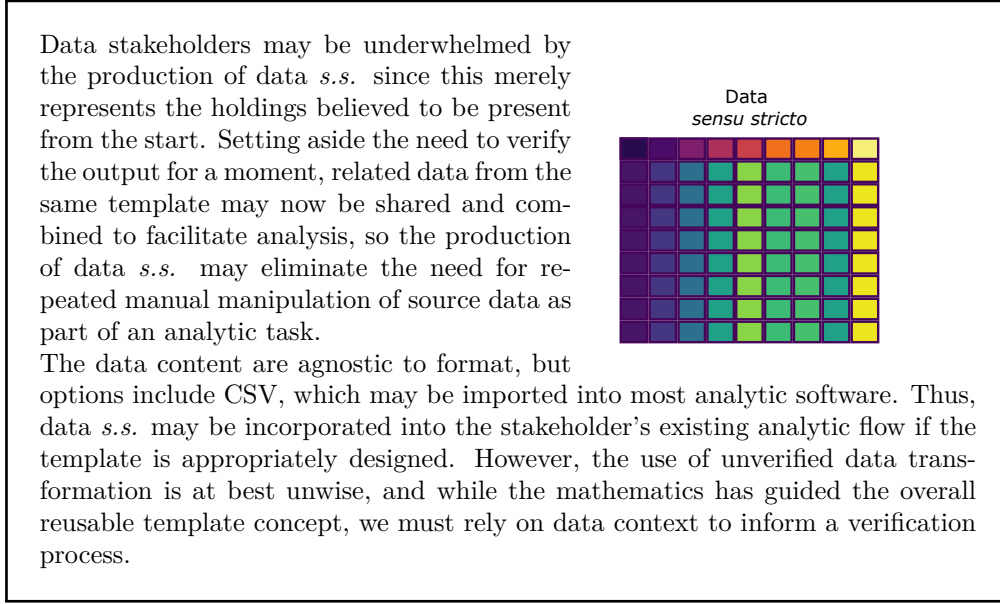 Data stakeholders may be underwhelmed by
the production of data s.s. since this merely
represents the holdings believed to be present
from the start. Setting aside the need to verify
the output for a moment, related data from the
same template may now be shared and com-
bined to facilitate analysis, so the production
of data s.s. may eliminate the need for re-
peated manual manipulation of source data as
part of an analytic task.
Data
sensu stricto
The data content are agnostic to format, but
options include CSV, which may be imported into most analytic software. Thus,
data s.s. may be incorporated into the stakeholder's existing analytic flow if the
template is appropriately designed. However, the use of unverified data trans-
formation is at best unwise, and while the mathematics has guided the overall
reusable template concept, we must rely on data context to inform a verification
process.